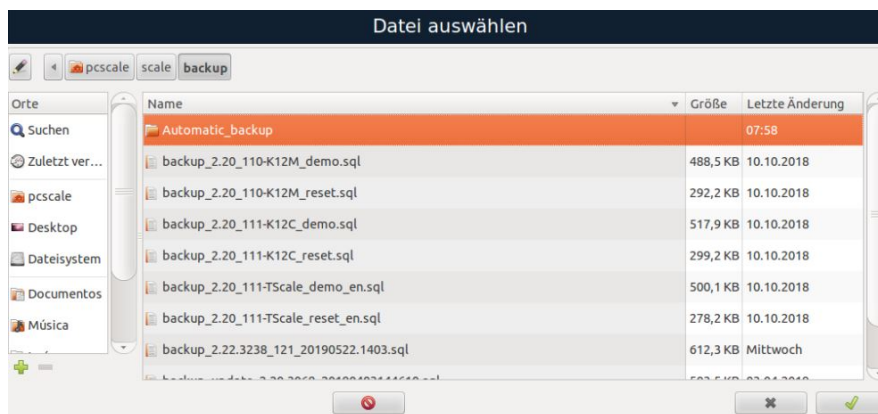 Datei auswählen
pcscale scale backup
Orte
Suchen
Zuletzt ver...
pcscale
Desktop
Dateisystem
Documentos
Música
Name Größe Letzte Änderung
Automatic_backup 07:58
backup_2.20_110-K12M_demo.sql 488,5 KB 10.10.2018
backup_2.20_110-K12M_reset.sql 292,2 KB 10.10.2018
backup_2.20_111-K12C_demo.sql 517,9 KB 10.10.2018
backup_2.20_111-K12C_reset.sql 299,2 KB 10.10.2018
backup_2.20_111-TScale_demo_en.sql 500,1 KB 10.10.2018
backup_2.20_111-TScale_reset_en.sql 278,2 KB 10.10.2018
backup_2.22.3238_121_20190522.1403.sql 612,3 KB Mittwoch